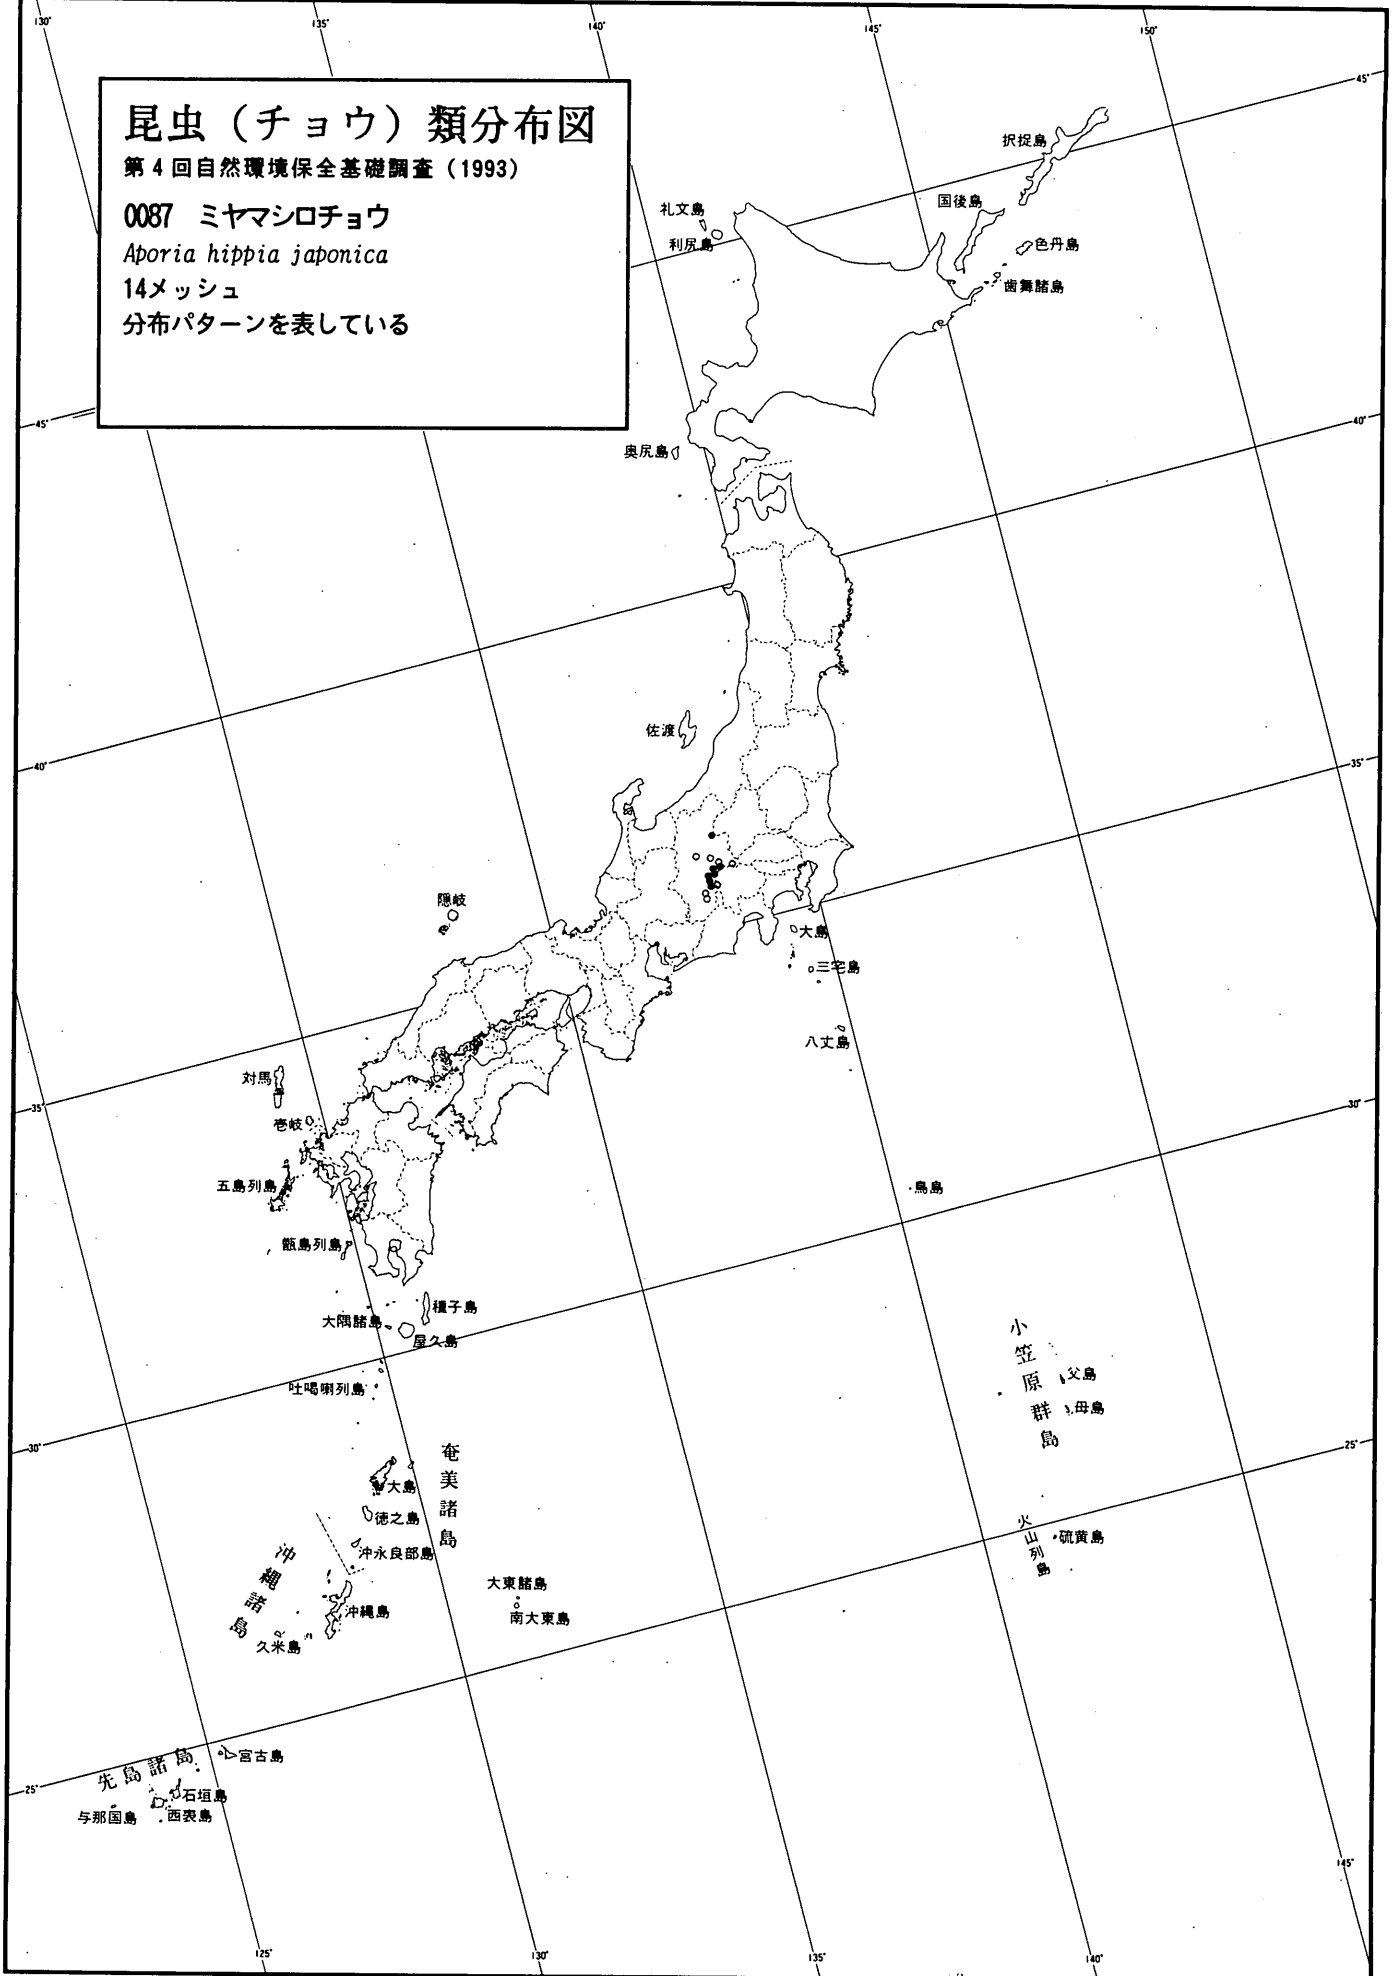 130°
135°
140°
145°
150°
昆虫（チョウ）類分布図
第4回自然環境保全基礎調査（1993）
0087 ミヤマシロチョウ
Aporia hippia japonica
14メッシュ
分布パターンを表している
45°
択捉島
国後島
礼文島
利尻島
色丹島
歯舞諸島
45°
40°
奥尻島
佐渡
40°
35°
隠岐
大島
三宅島
八丈島
対馬
35°
壱岐
30°
五島列島
鳥島
甑島列島
種子島
大隅諸島
屋久島
小笠原群島
父島
母島
吐噶喇列島
30°
25°
奄美諸島
大島
徳之島
沖永良部島
火山列島
硫黄島
沖縄諸島
沖縄島
久米島
大東諸島
南大東島
先島諸島
宮古島
25°
石垣島
与那国島
西表島
145°
125°
130°
135°
140°